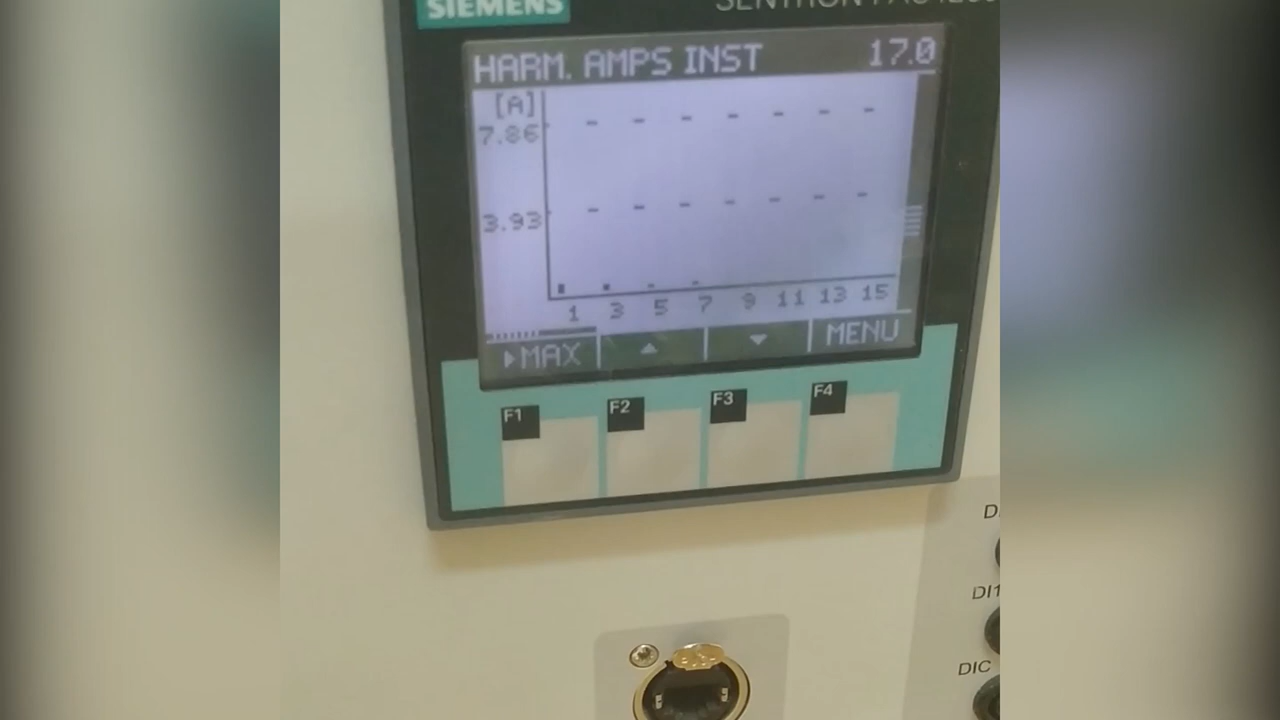 SIEMENS
HARM. AMPS INST 17.0
[A]
7.86
3.93
1 3 5 7 9 11 13 15
▸MAX ▲ ▼ MENU
F1 F2 F3 F4
DI1
DIC